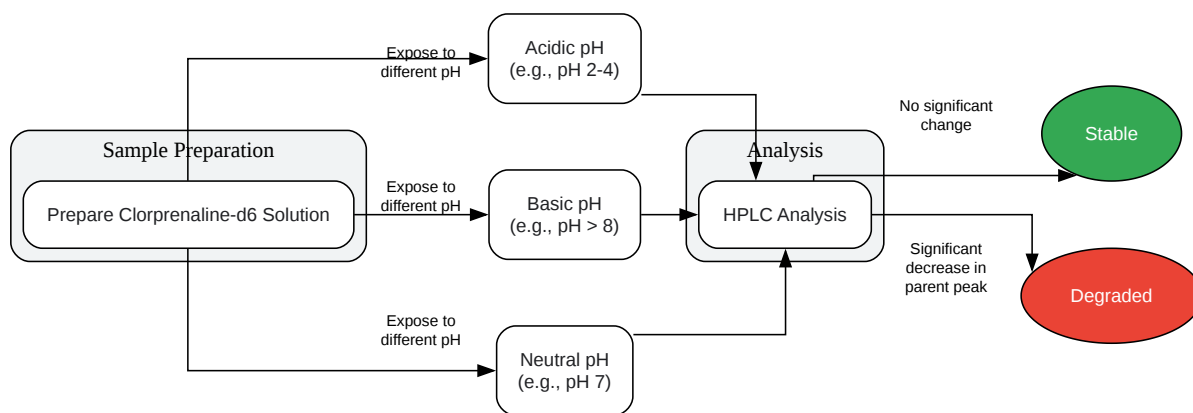 Sample Preparation
Prepare Clorprenaline-d6 Solution
Expose to
different pH
Acidic pH
(e.g., pH 2-4)
Expose to
different pH
Basic pH
(e.g., pH > 8)
Expose to
different pH
Neutral pH
(e.g., pH 7)
Analysis
HPLC Analysis
No significant
change
Stable
Significant
decrease in
parent peak
Degraded